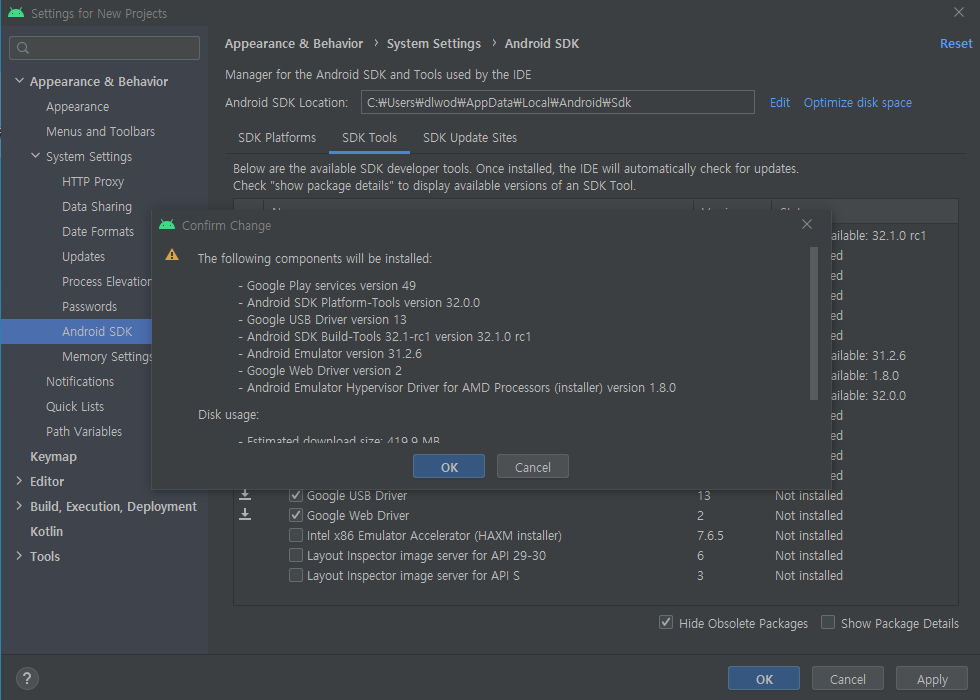 Settings for New Projects
Appearance & Behavior › System Settings › Android SDK
Reset
Manager for the Android SDK and Tools used by the IDE
Android SDK Location: C:₩Users₩dlwod₩AppData₩Local₩Android₩Sdk Edit Optimize disk space
SDK Platforms SDK Tools SDK Update Sites
Below are the available SDK developer tools. Once installed, the IDE will automatically check for updates.
Check "show package details" to display available versions of an SDK Tool.
Appearance & Behavior
Appearance
Menus and Toolbars
System Settings
HTTP Proxy
Data Sharing
Date Formats
Updates
Process Elevation
Passwords
Android SDK
Memory Settings
Notifications
Quick Lists
Path Variables
Keymap
Editor
Build, Execution, Deployment
Kotlin
Tools
Confirm Change
The following components will be installed:
- Google Play services version 49
- Android SDK Platform-Tools version 32.0.0
- Google USB Driver version 13
- Android SDK Build-Tools 32.1-rc1 version 32.1.0 rc1
- Android Emulator version 31.2.6
- Google Web Driver version 2
- Android Emulator Hypervisor Driver for AMD Processors (installer) version 1.8.0
Disk usage:
- Estimated download size: 419.9 MB
OK Cancel
ailable: 32.1.0 rc1
ed
ed
ed
ed
ed
ailable: 31.2.6
ailable: 1.8.0
ailable: 32.0.0
ed
ed
ed
ed
Google USB Driver 13 Not installed
Google Web Driver 2 Not installed
Intel x86 Emulator Accelerator (HAXM installer) 7.6.5 Not installed
Layout Inspector image server for API 29-30 6 Not installed
Layout Inspector image server for API S 3 Not installed
Hide Obsolete Packages Show Package Details
? OK Cancel Apply